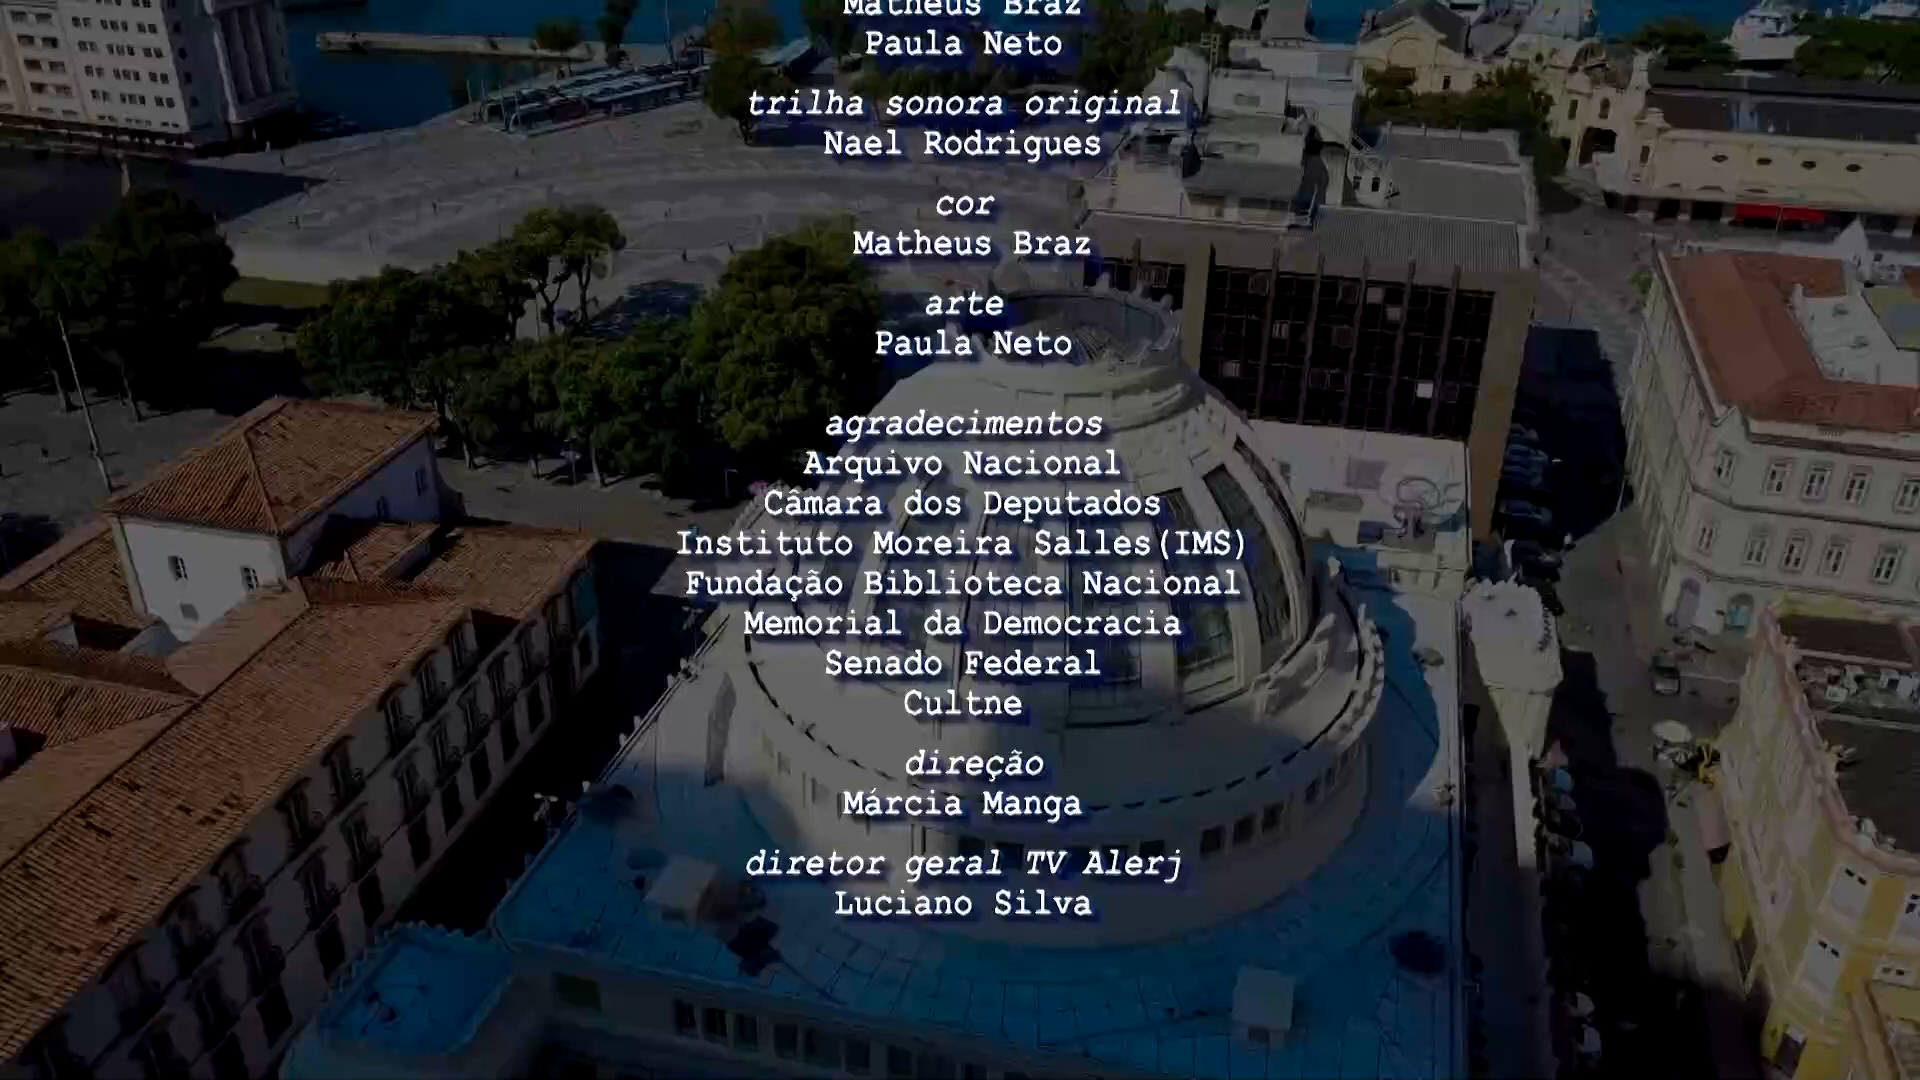 Matheus Braz
Paula Neto
trilha sonora original
Nael Rodrigues
cor
Matheus Braz
arte
Paula Neto
agradecimentos
Arquivo Nacional
Câmara dos Deputados
Instituto Moreira Salles(IMS)
Fundação Biblioteca Nacional
Memorial da Democracia
Senado Federal
Cultne
direção
Márcia Manga
diretor geral TV Alerj
Luciano Silva